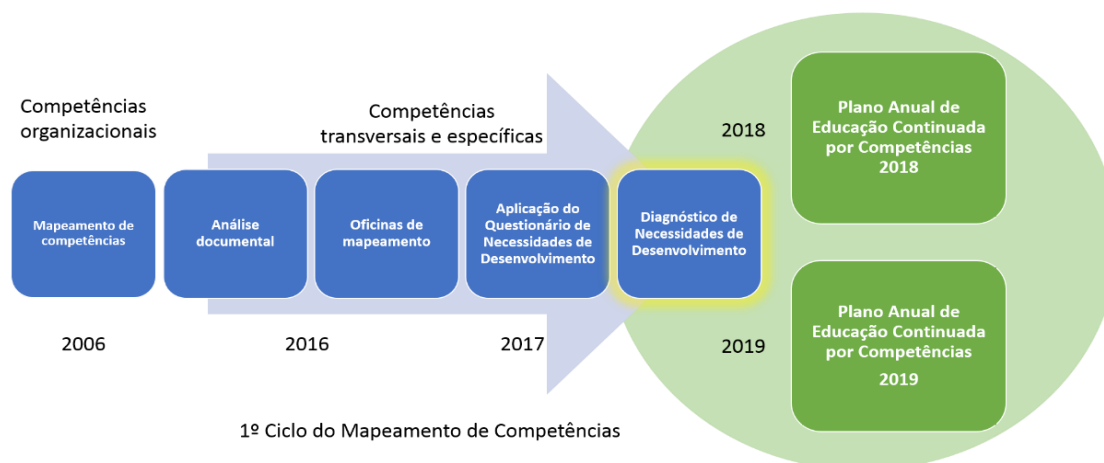 Competências
organizacionais
Competências
transversais e específicas
Mapeamento de
competências
Análise
documental
Oficinas de
mapeamento
Aplicação do
Questionário de
Necessidades de
Desenvolvimento
Diagnóstico de
Necessidades de
Desenvolvimento
2006
2016
2017
2018
Plano Anual de
Educação Continuada
por Competências
2018
2019
Plano Anual de
Educação Continuada
por Competências
2019
1º Ciclo do Mapeamento de Competências